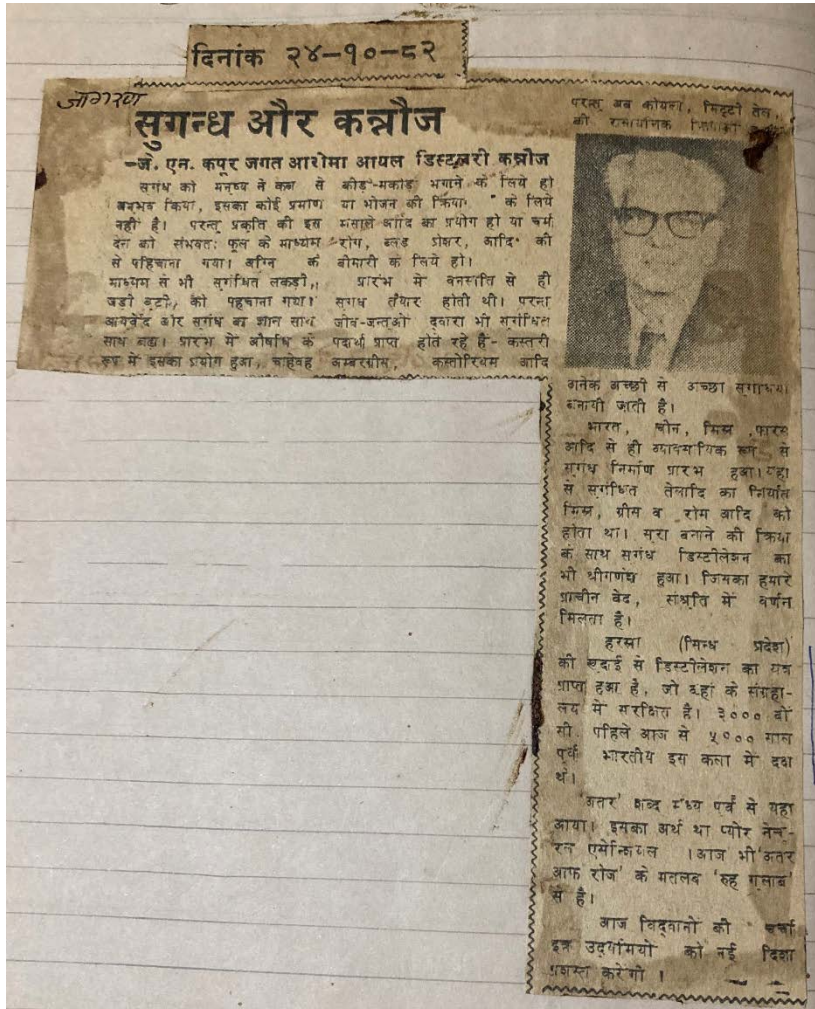 दिनांक २४-१०-८२
जागरण
सुगन्ध और कन्नौज
-जे. एन. कपूर जगत आरोमा आयल डिस्टलरी कन्नौज
सुगंध को मनुष्य ने कब से
अनुभव किया, इसका कोई प्रमाण
नहीं है। परन्तु प्रकृति की इस
देन को संभवतः फूल के माध्यम
से पहिचाना गया। अग्नि के
माध्यम से भी सुगंधित लकड़ी,
जड़ी बूटी, को पहचाना गया।
आयुर्वेद और सुगंध का ज्ञान साथ
साथ बढ़ा। प्रारंभ में औषधि के
रूप में इसका प्रयोग हुआ, चाहेवह
कीड़े-मकोड़े भगाने के लिये हो
या भोजन की क्रिया के लिये
मसाले आदि का प्रयोग हो या चर्म
रोग, ब्लड प्रेशर, आदि की
बीमारी के लिये हो।
प्रारंभ में वनस्पति से ही
सुगंध तैयार होती थी। परन्तु
जीव-जन्तुओं द्वारा भी सुगंधित
पदार्थ प्राप्त होते रहे है- कस्तूरी
अम्बरग्रीस, कस्तोरियम आदि
परन्तु अब कोयला, मिट्टी तेल,
की रासायनिक
अनेक अच्छी से अच्छी सुगंधियां
बनायी जाती है।
भारत, चीन, मिस्र ,फारस
आदि से ही व्यावसायिक रूप से
सुगंध निर्माण प्रारंभ हुआ। यहां
से सुगंधित तेलादि का निर्यात
मिस्र, ग्रीस व रोम आदि को
होता था। सुरा बनाने की क्रिया
के साथ सुगंध डिस्टीलेशन का
भी श्रीगणेश हुआ। जिसका हमारे
प्राचीन वेद, संश्रुति में वर्णन
मिलता है।
हरप्पा (सिन्ध प्रदेश)
की खुदाई से डिस्टीलेशन का यंत्र
प्राप्त हुआ है, जो वहां के संग्रहा-
लय में सुरक्षित है। ३००० बी
सी. पहिले आज से ५००० साल
पूर्व भारतीय इस कला में दक्ष
थे।
'अतर' शब्द मध्य पूर्व से यहां
आया। इसका अर्थ था प्योर नेचु-
रल एसेन्शियल ।आज भी'अतर
आफ रोज' के मतलब 'रुह गुलाब'
से है।
आज विद्वानों की चर्चा
इत्र उद्यमियों को नई दिशा
प्रशस्त करेगी ।